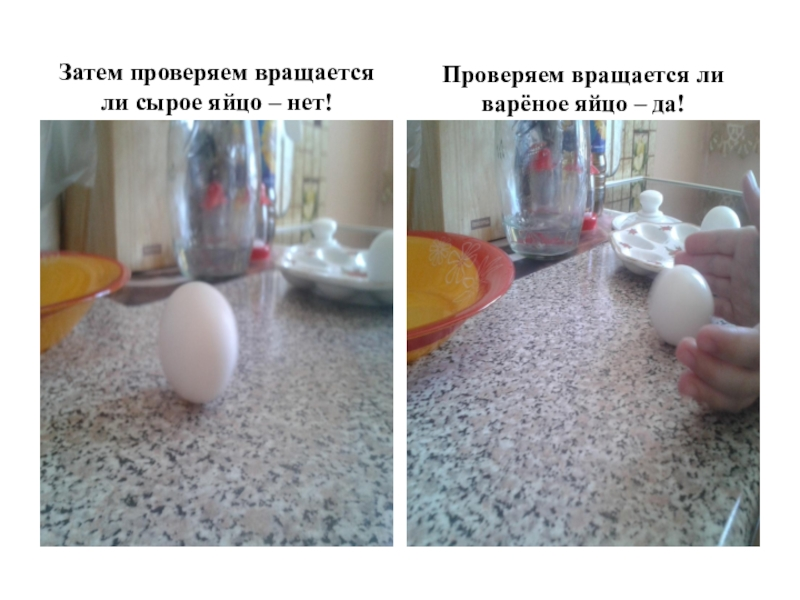 Затем проверяем вращается
ли сырое яйцо – нет!
Проверяем вращается ли
варёное яйцо – да!